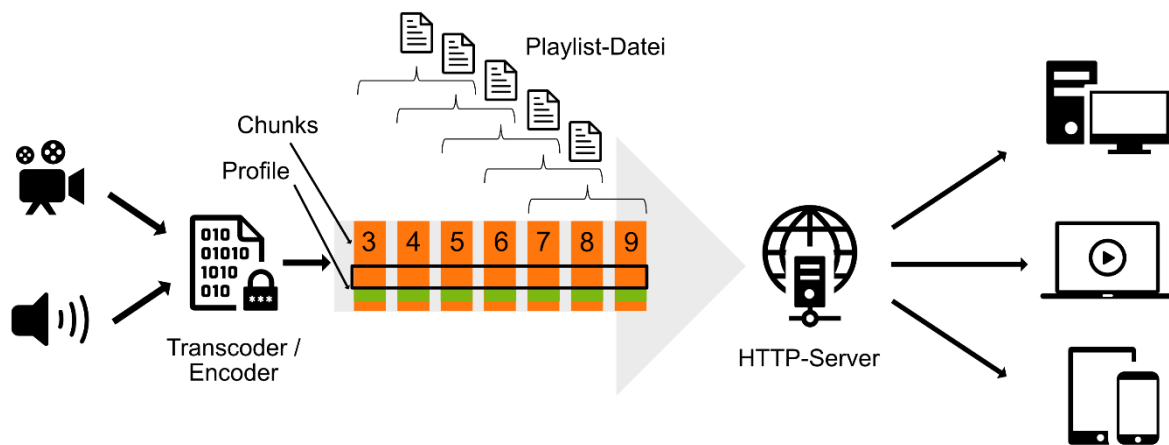 Playlist-Datei
Chunks
Profile
3 4 5 6 7 8 9
010
01010
1010
010
***
Transcoder /
Encoder
HTTP-Server